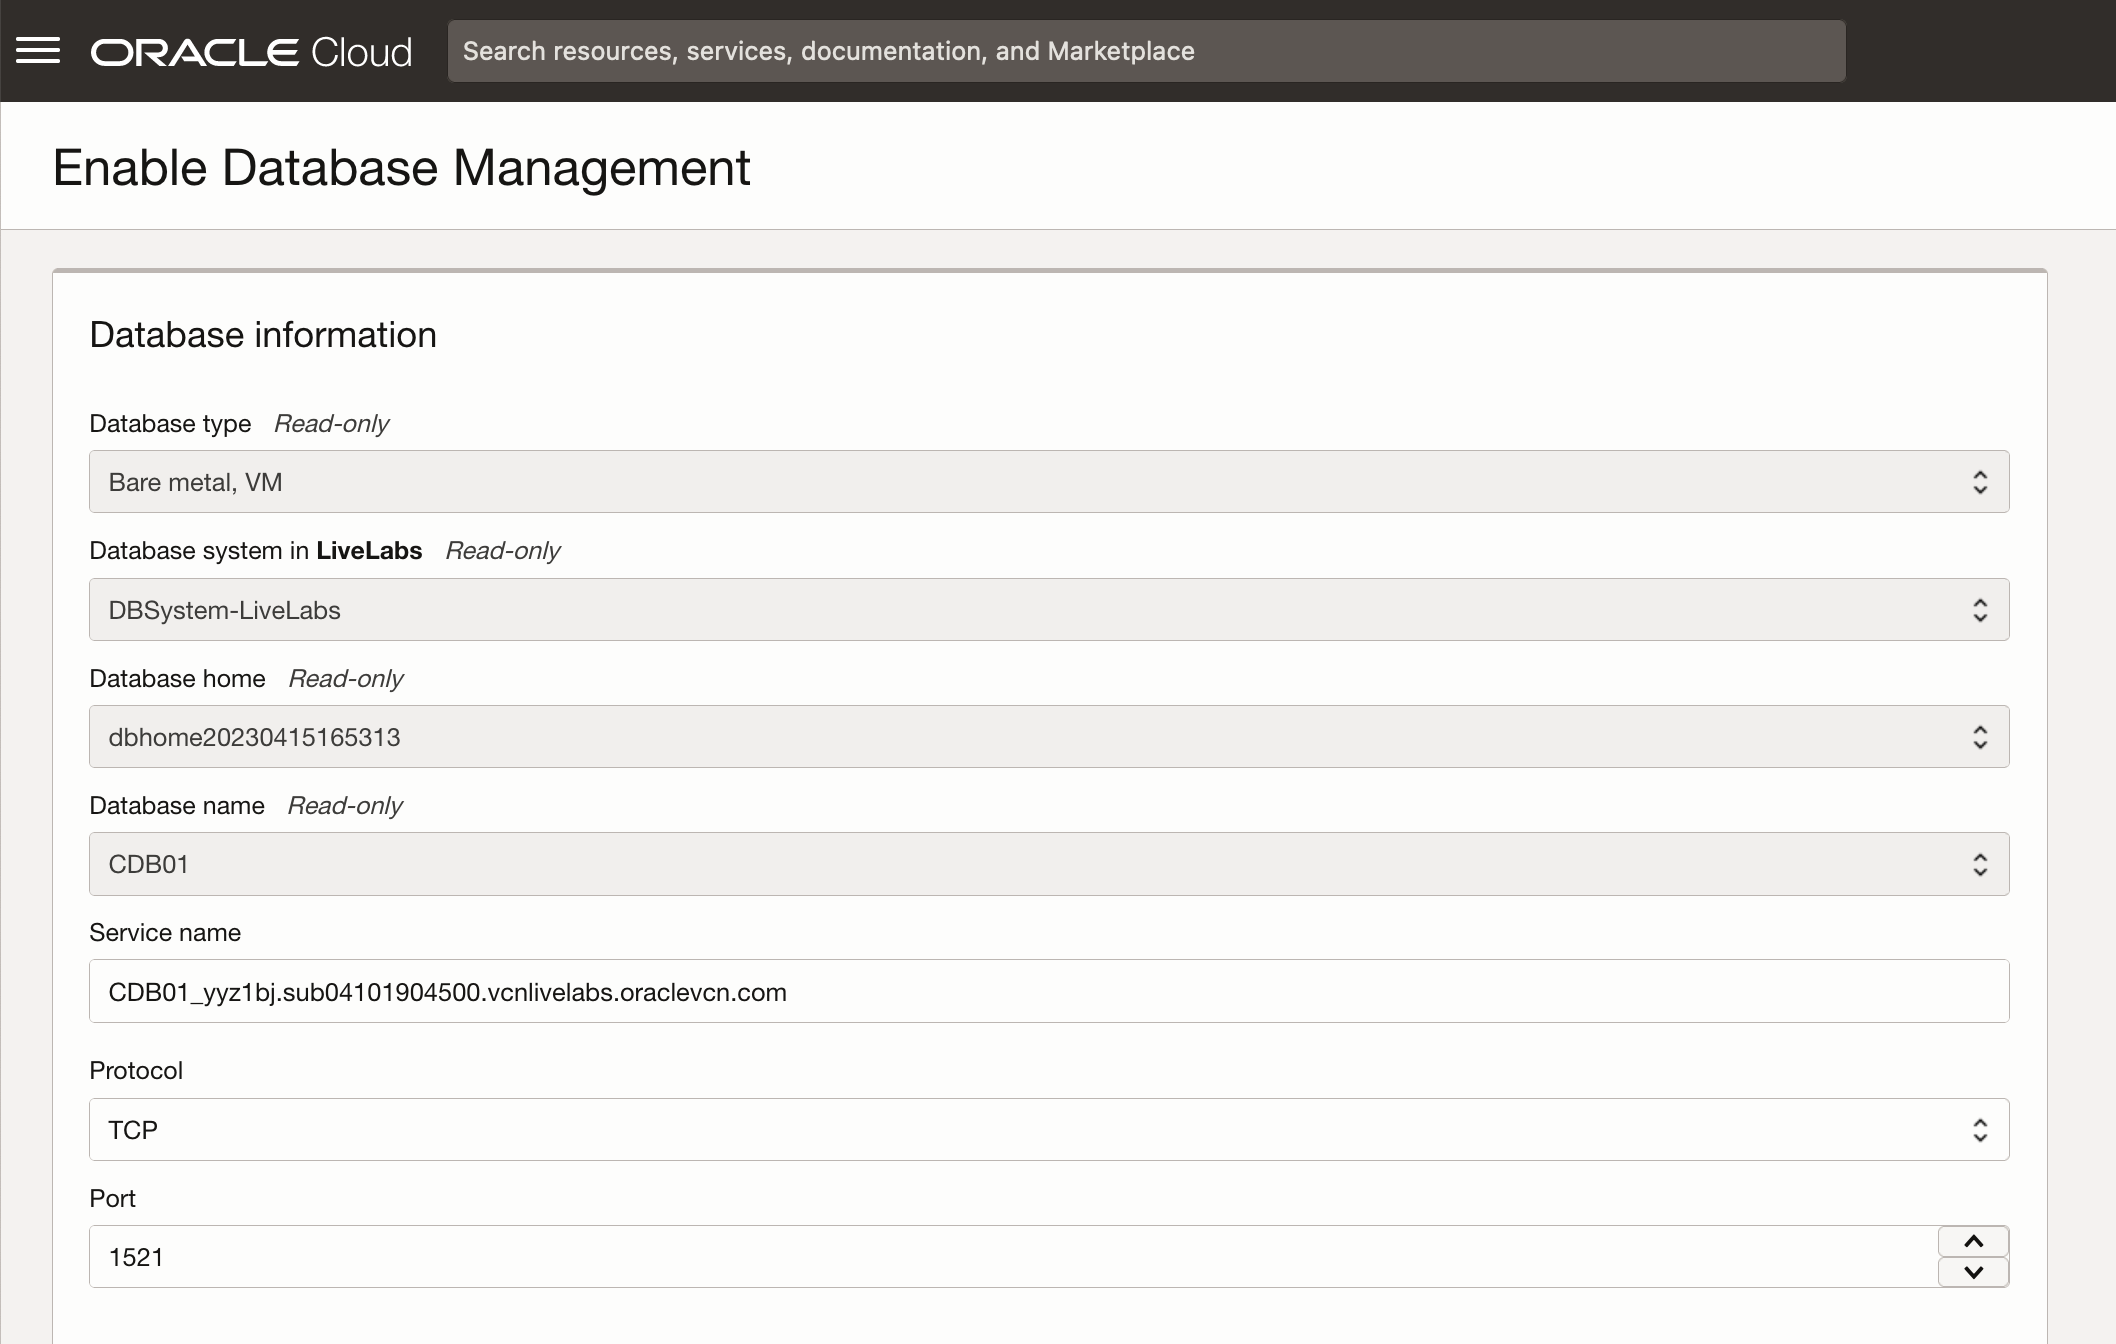 ORACLE Cloud
Search resources, services, documentation, and Marketplace
Enable Database Management
Database information
Database type Read-only
Bare metal, VM
Database system in LiveLabs Read-only
DBSystem-LiveLabs
Database home Read-only
dbhome20230415165313
Database name Read-only
CDB01
Service name
CDB01_yyz1bj.sub04101904500.vcnlivelabs.oraclevcn.com
Protocol
TCP
Port
1521